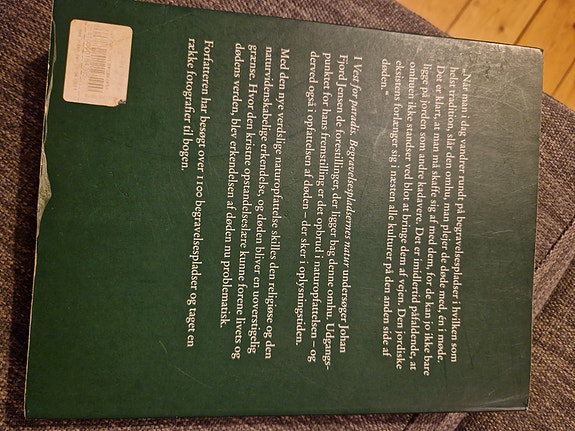 "Når man i dag vandrer rundt på begravelsespladser i hvilken som
helst tradition, slår den omhu, man plejer de døde med, én i møde.
Det er klart, at man må skaffe sig af med dem, for de kan jo ikke bare
ligge på jorden som andre kadavere. Det er imidlertid påfaldende, at
omhuen ikke standser ved blot at bringe dem af vejen. Den jordiske
eksistens forlænger sig i næsten alle kulturer på den anden side af
døden."
I Vest for paradis. Begravelsespladsernes natur undersøger Johan
Fjord Jensen de forestillinger, der ligger bag denne omhu. Udgangs-
punktet for hans fremstilling er det opbrud i naturopfattelsen – og
derved også i opfattelsen af døden – der sker i oplysningstiden.
Med den nye verdslige naturopfattelse skilles den religiøse og den
naturvidenskabelige erkendelse, og døden bliver en uoverstigelig
grænse. Hvor den kristne opstandelseslære kunne forene livets og
dødens verden, blev erkendelsen af døden nu problematisk.
Forfatteren har besøgt over 1100 begravelsespladser og taget en
række fotografier til bogen.